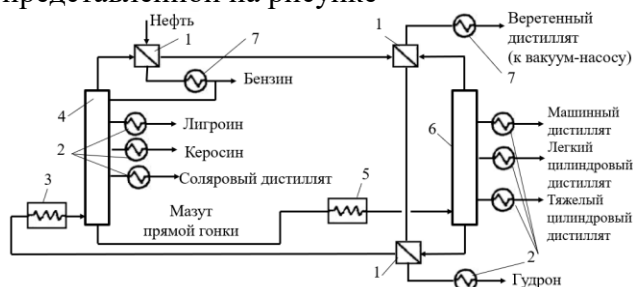 представленной на рисунке
Нефть
1
7
1
Веретенный
дистиллят
(к вакуум-насосу)
7
Бензин
4
Лигроин
2
Керосин
Соляровый дистиллят
6
Машинный
дистиллят
Легкий
цилиндровый
дистиллят
Тяжелый
цилиндровый
дистиллят
3
5
Мазут
прямой гонки
1
2
Гудрон